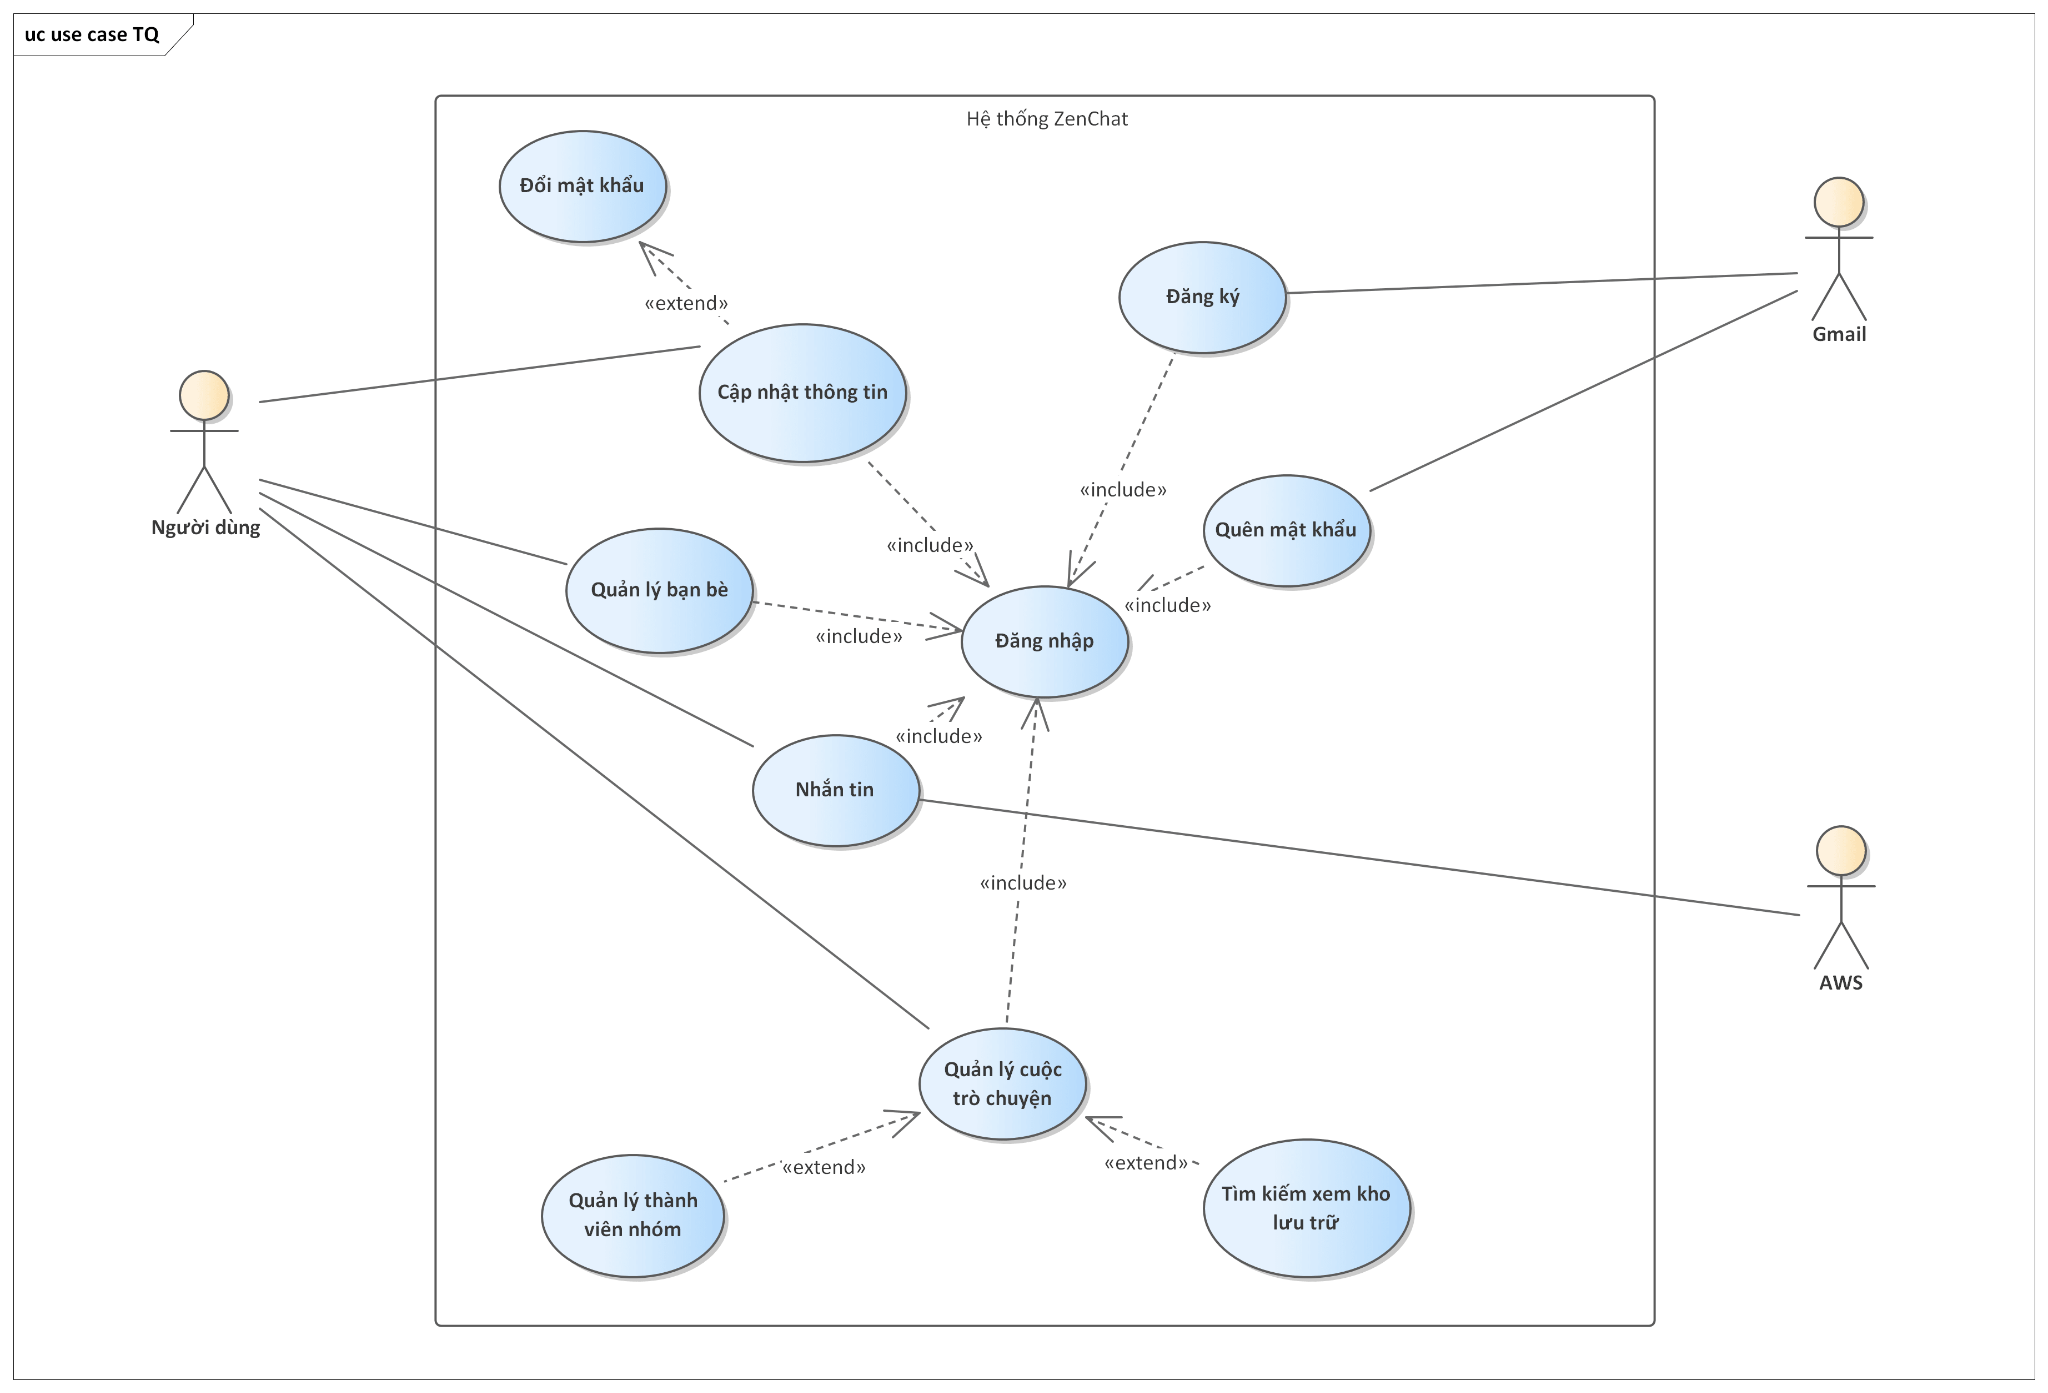 uc use case TQ
Hệ thống ZenChat
Đổi mật khẩu
«extend»
Đăng ký
Gmail
Cập nhật thông tin
Người dùng
«include»
«include»
Quên mật khẩu
Quản lý bạn bè
«include»
«include»
Đăng nhập
«include»
Nhắn tin
«include»
AWS
Quản lý cuộc
trò chuyện
«extend»
«extend»
Quản lý thành
viên nhóm
Tìm kiếm xem kho
lưu trữ